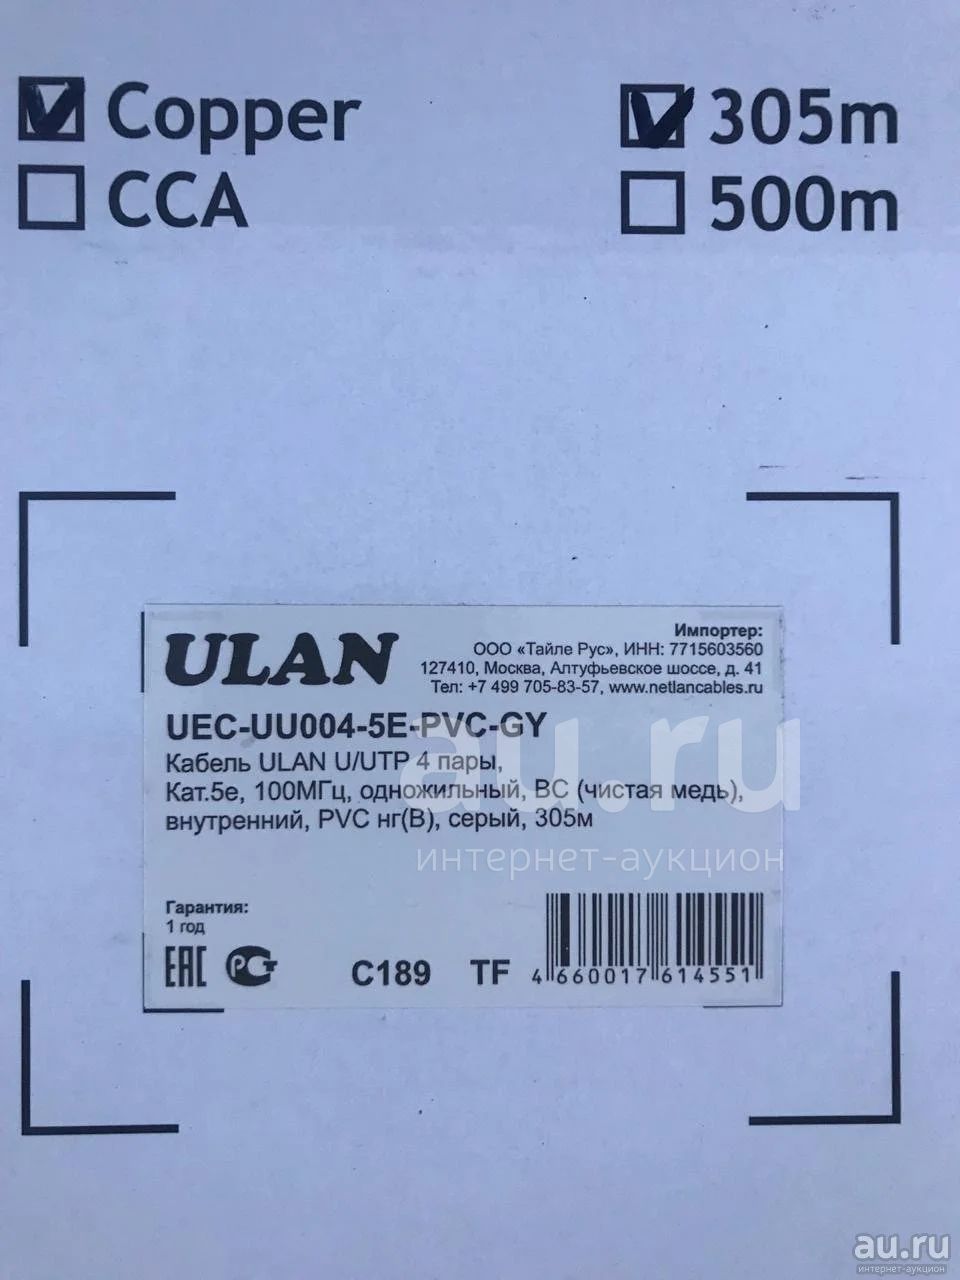 Copper
305m
CCA
500m
ULAN
Импортер:
ООО «Тайле Рус», ИНН: 7715603560
127410, Москва, Алтуфьевское шоссе, д. 41
Тел: +7 499 705-83-57, www.netlancables.ru
UEC-UU004-5E-PVC-GY
Кабель ULAN U/UTP 4 пары,
Кат.5е, 100МГц, одножильный, BC (чистая медь),
внутренний, PVC нг(B), серый, 305м
au.ru
интернет-аукцион
Гарантия:
1 год
EAC PCT C189 TF 4660017614551
au.ru
интернет-аукцион